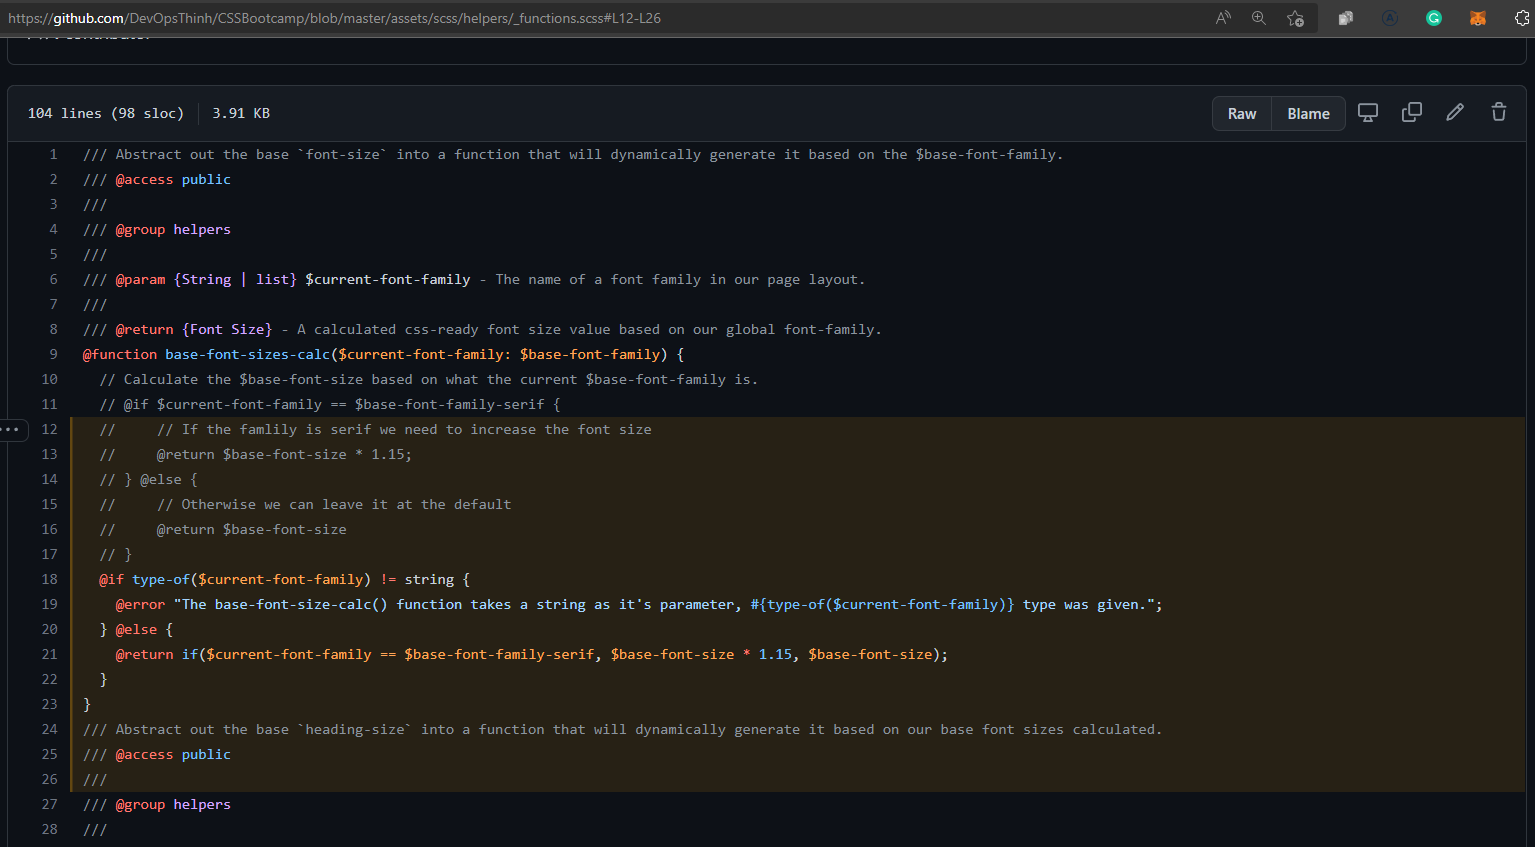 https://github.com/DevOpsThinh/CSSBootcamp/blob/master/assets/scss/helpers/_functions.scss#L12-L26
104 lines (98 sloc) 3.91 KB Raw Blame
1 /// Abstract out the base `font-size` into a function that will dynamically generate it based on the $base-font-family.
2 /// @access public
3 ///
4 /// @group helpers
5 ///
6 /// @param {String | list} $current-font-family - The name of a font family in our page layout.
7 ///
8 /// @return {Font Size} - A calculated css-ready font size value based on our global font-family.
9 @function base-font-sizes-calc($current-font-family: $base-font-family) {
10 // Calculate the $base-font-size based on what the current $base-font-family is.
11 // @if $current-font-family == $base-font-family-serif {
12 // // If the famlily is serif we need to increase the font size
13 // @return $base-font-size * 1.15;
14 // } @else {
15 // // Otherwise we can leave it at the default
16 // @return $base-font-size
17 // }
18 @if type-of($current-font-family) != string {
19 @error "The base-font-size-calc() function takes a string as it's parameter, #{type-of($current-font-family)} type was given.";
20 } @else {
21 @return if($current-font-family == $base-font-family-serif, $base-font-size * 1.15, $base-font-size);
22 }
23 }
24 /// Abstract out the base `heading-size` into a function that will dynamically generate it based on our base font sizes calculated.
25 /// @access public
26 ///
27 /// @group helpers
28 ///